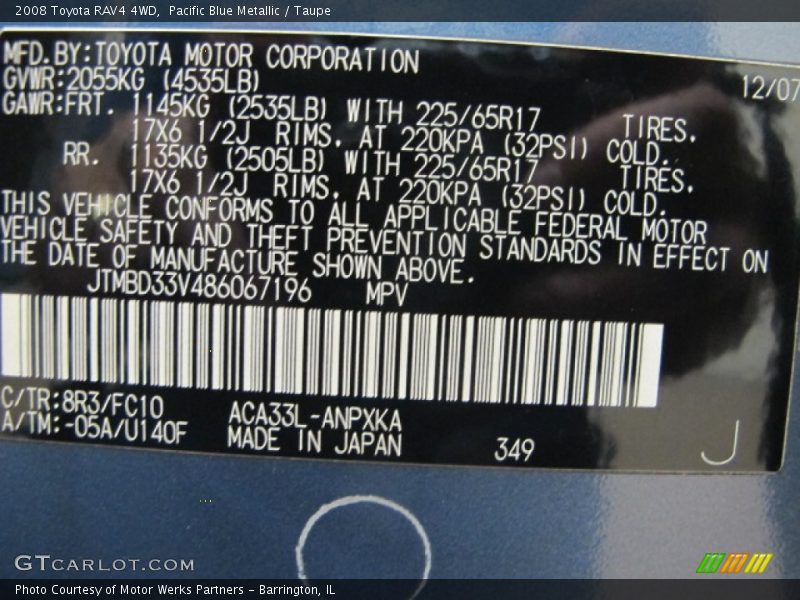 2008 Toyota RAV4 4WD,  Pacific Blue Metallic / Taupe
MFD.BY:TOYOTA MOTOR CORPORATION
12/07
GVWR:2055KG (4535LB)
GAWR:FRT. 1145KG (2535LB) WITH 225/65R17 TIRES.
17X6 1/2J RIMS. AT 220KPA (32PSI) COLD.
RR. 1135KG (2505LB) WITH 225/65R17 TIRES.
17X6 1/2J RIMS. AT 220KPA (32PSI) COLD.
THIS VEHICLE CONFORMS TO ALL APPLICABLE FEDERAL MOTOR
VEHICLE SAFETY AND THEFT PREVENTION STANDARDS IN EFFECT ON
THE DATE OF MANUFACTURE SHOWN ABOVE.
JTMBD33V486067196 MPV
C/TR:8R3/FC10 ACA33L-ANPXKA
A/TM:-05A/U140F MADE IN JAPAN 349 J
GTCARLOT.COM
Photo Courtesy of Motor Werks Partners - Barrington, IL